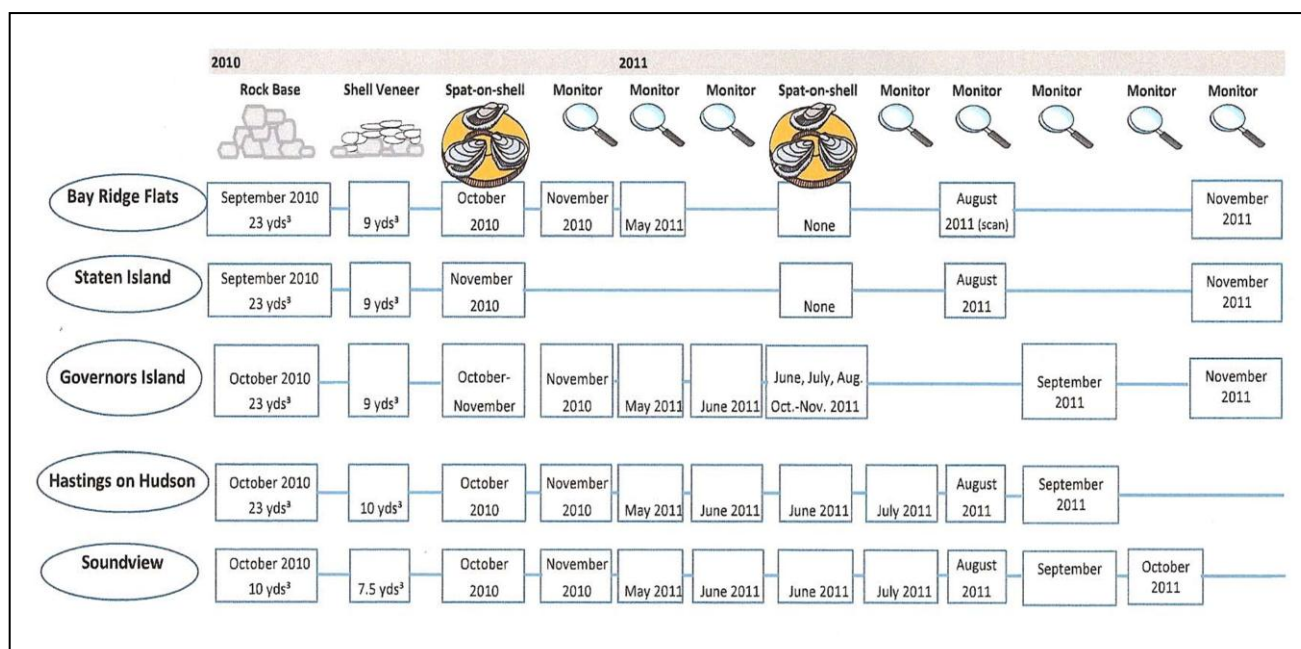 2010 2011
Rock Base Shell Veneer Spat-on-shell Monitor Monitor Monitor Spat-on-shell Monitor Monitor Monitor Monitor Monitor
Bay Ridge Flats
September 2010
23 yds³
9 yds³
October
2010
November
2010
May 2011
None
August
2011 (scan)
November
2011
Staten Island
September 2010
23 yds³
9 yds³
November
2010
None
August
2011
November
2011
Governors Island
October 2010
23 yds³
9 yds³
October-
November
November
2010
May 2011
June 2011
June, July, Aug.
Oct.-Nov. 2011
September
2011
November
2011
Hastings on Hudson
October 2010
23 yds³
10 yds³
October
2010
November
2010
May 2011
June 2011
June 2011
July 2011
August
2011
September
2011
Soundview
October 2010
10 yds³
7.5 yds³
October
2010
November
2010
May 2011
June 2011
June 2011
July 2011
August
2011
September
October
2011